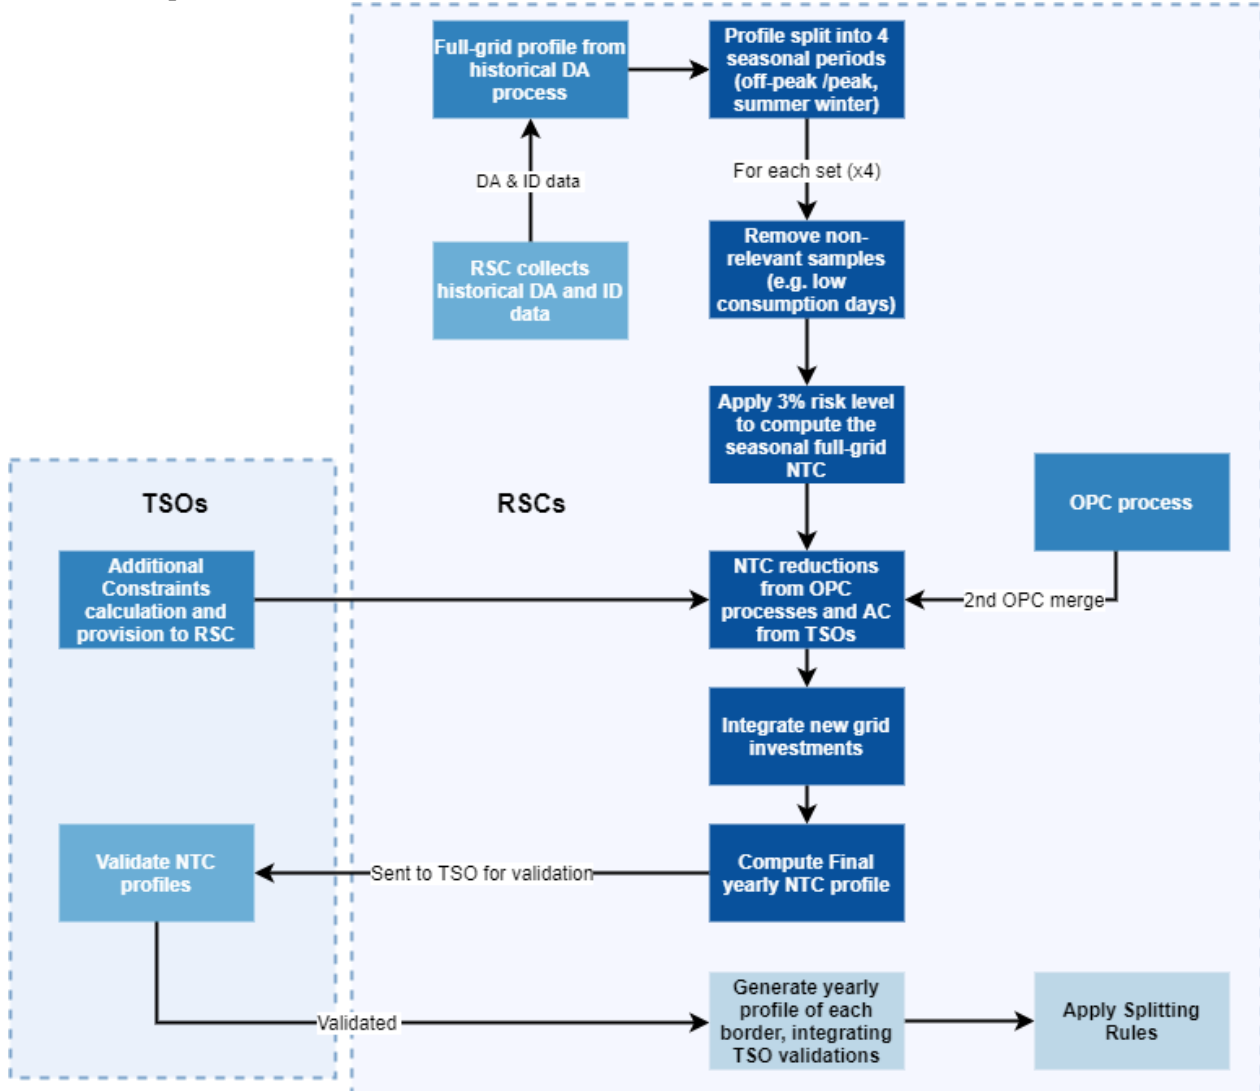 Full-grid profile from
historical DA
process
Profile split into 4
seasonal periods
(off-peak /peak,
summer winter)
For each set (x4)
DA & ID data
RSC collects
historical DA and ID
data
Remove non-
relevant samples
(e.g. low
consumption days)
Apply 3% risk level
to compute the
seasonal full-grid
NTC
TSOs
RSCs
OPC process
Additional
Constraints
calculation and
provision to RSC
NTC reductions
from OPC
processes and AC
from TSOs
2nd OPC merge
Integrate new grid
investments
Validate NTC
profiles
Sent to TSO for validation
Compute Final
yearly NTC profile
Validated
Generate yearly
profile of each
border, integrating
TSO validations
Apply Splitting
Rules